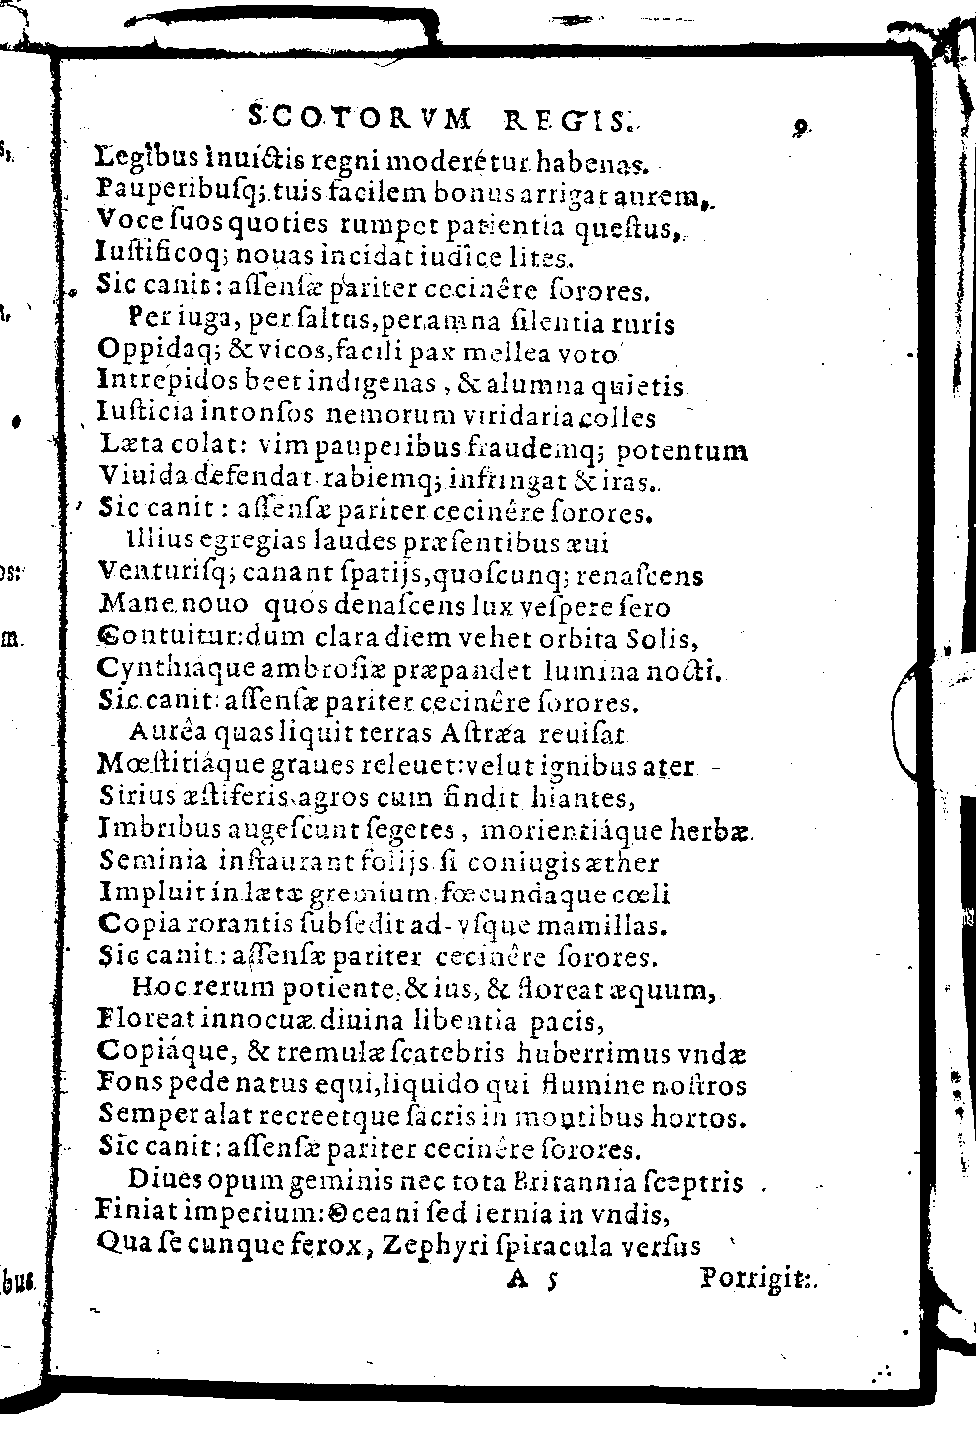 SCOTORVM REGIS. 9
Legibus inuictis regni moderétur habenas.
Pauperibuſq; tuis facilem bonus arrigat aurem,
Voce ſuos quoties rumpet patientia queſtus,
Iuſtificoq; nouas incidat iudice lites.
Sic canit: aſſenſæ pariter cecinêre ſorores.
Per iuga, per ſaltus, per amna ſilentia ruris
Oppidaq; & vicos, facili pax mellea voto
Intrepidos beet indigenas, & alumna quietis
Iuſticia intonſos nemorum viridaria colles
Læta colat: vim pauperibus fraudemq; potentum
Viuida defendat rabiemq; infringat & iras.
Sic canit: aſſenſæ pariter cecinêre ſorores.
Illius egregias laudes præſentibus æui
Venturiſq; canant ſpatijs, quoſcunq; renaſcens
Mane nouo quos denaſcens lux veſpere ſero
Contuitur: dum clara diem vehet orbita Solis,
Cynthiáque ambroſiæ præpandet lumina nocti.
Sic canit: aſſenſæ pariter cecinêre ſorores.
Aurêa quas liquit terras Aſtræa reuiſat
Mœſtitiáque graues releuet: velut ignibus ater
Sirius æſtiferis agros cum findit hiantes,
Imbribus augeſcunt ſegetes, morientiáque herbæ
Seminia inſtaurant folijs ſi coniugis æther
Impluit in lætæ gremium fœcundaque cœli
Copia rorantis ſubſedit ad-vſque mamillas.
Sic canit: aſſenſæ pariter cecinêre ſorores.
Hoc rerum potiente, & ius, & floreat æquum,
Floreat innocuæ diuina libentia pacis,
Copiáque, & tremulæ ſcatebris huberrimus vndæ
Fons pede natus equi, liquido qui flumine noſtros
Semper alat recreetque ſacris in montibus hortos.
Sic canit: aſſenſæ pariter cecinêre ſorores.
Diues opum geminis nec tota Britannia ſceptris
Finiat imperium: Oceani ſed iernia in vndis,
Qua ſe cunque ferox, Zephyri ſpiracula verſus
A 5 Porrigit: